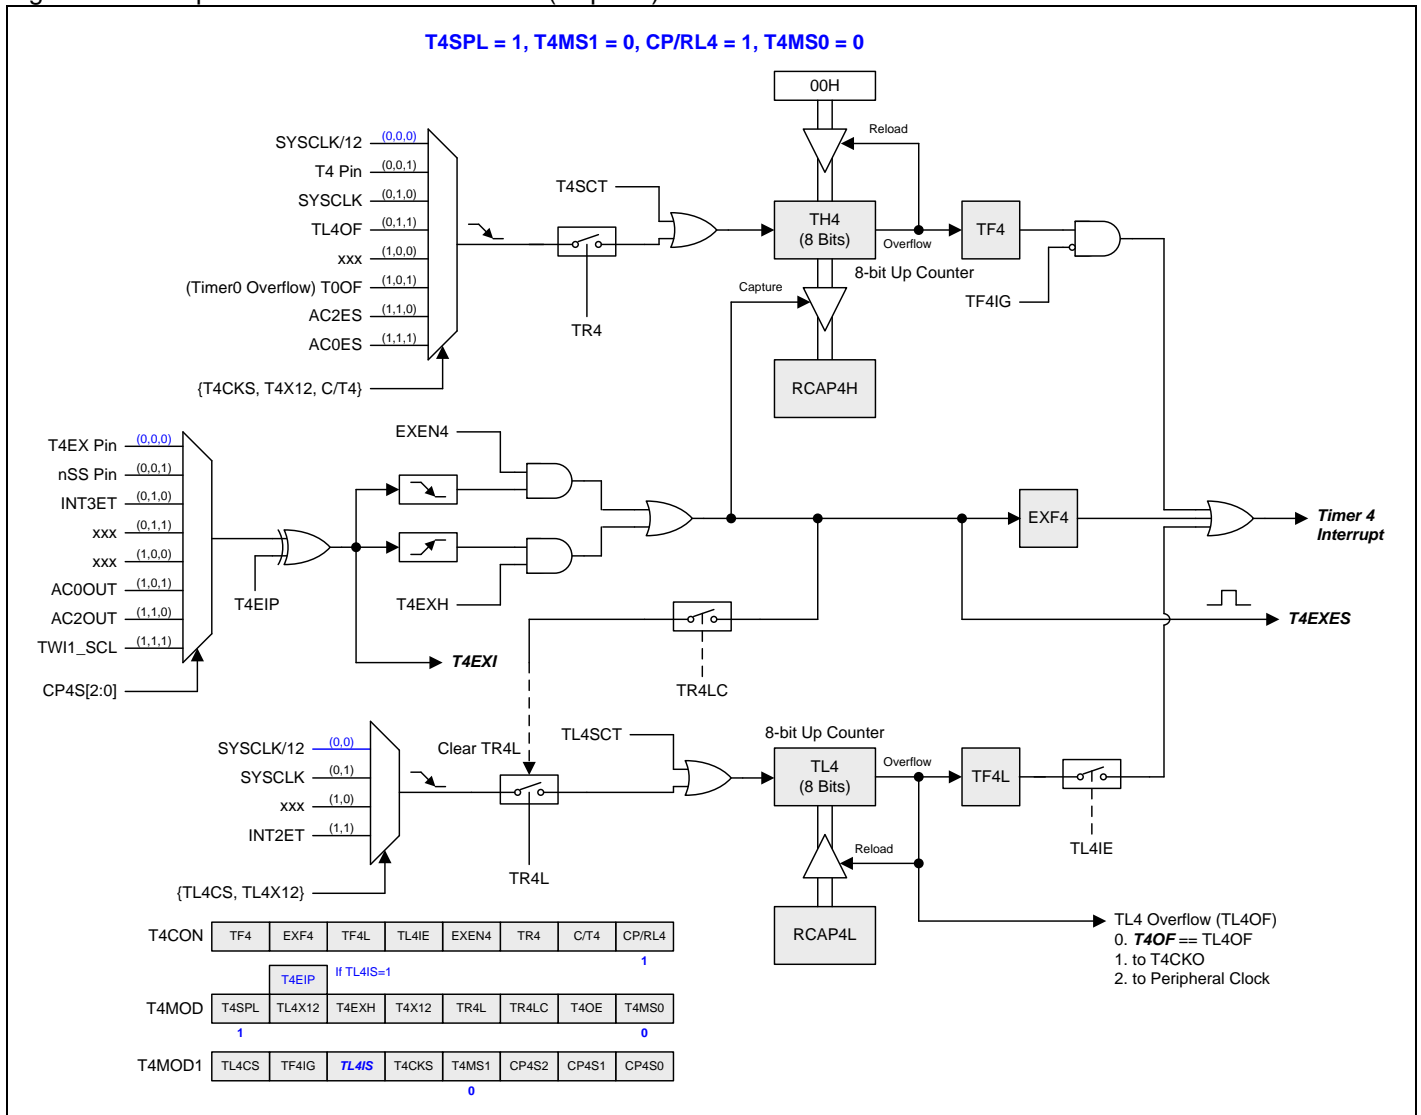 T4SPL = 1, T4MS1 = 0, CP/RL4 = 1, T4MS0 = 0
00H
Reload
SYSCLK/12 (0,0,0)
T4 Pin (0,0,1)
SYSCLK (0,1,0)
TL4OF (0,1,1)
xxx (1,0,0)
(Timer0 Overflow) T0OF (1,0,1)
AC2ES (1,1,0)
AC0ES (1,1,1)
{T4CKS, T4X12, C/T4}
TR4
T4SCT
TH4
(8 Bits)
Overflow
8-bit Up Counter
TF4
TF4IG
Capture
RCAP4H
T4EX Pin (0,0,0)
nSS Pin (0,0,1)
INT3ET (0,1,0)
xxx (0,1,1)
xxx (1,0,0)
AC0OUT (1,0,1)
AC2OUT (1,1,0)
TWI1_SCL (1,1,1)
CP4S[2:0]
T4EIP
EXEN4
T4EXH
T4EXI
EXF4
Timer 4
Interrupt
T4EXES
TR4LC
SYSCLK/12 (0,0)
SYSCLK (0,1)
xxx (1,0)
INT2ET (1,1)
{TL4CS, TL4X12}
Clear TR4L
TR4L
TL4SCT
8-bit Up Counter
TL4
(8 Bits)
Overflow
TF4L
TL4IE
Reload
RCAP4L
TL4 Overflow (TL4OF)
0. T4OF == TL4OF
1. to T4CKO
2. to Peripheral Clock
T4CON TF4 EXF4 TF4L TL4IE EXEN4 TR4 C/T4 CP/RL4
1
T4EIP If TL4IS=1
T4MOD T4SPL TL4X12 T4EXH T4X12 TR4L TR4LC T4OE T4MS0
1 0
T4MOD1 TL4CS TF4IG TL4IS T4CKS T4MS1 CP4S2 CP4S1 CP4S0
0